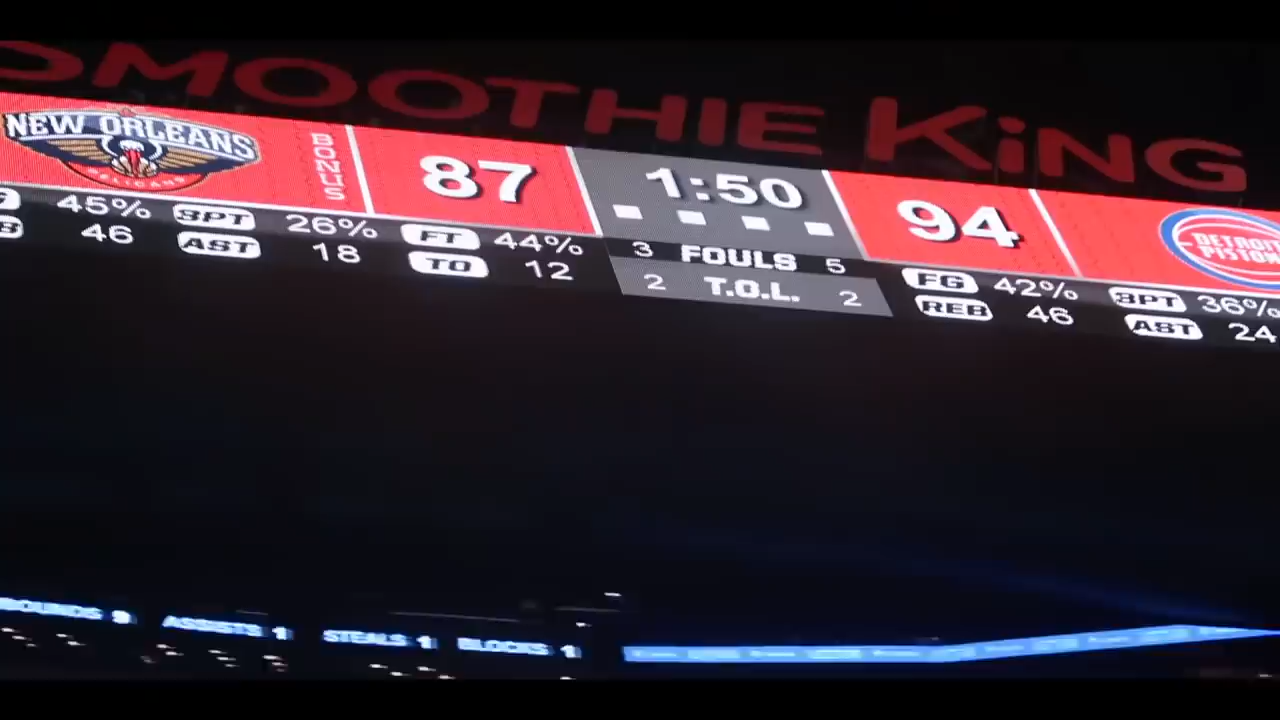 SMOOTHIE KiNG
NEW ORLEANS
PELICANS
BONUS
87
1:50
94
DETROIT
PISTONS
45% 3PT 26% FT 44%
46 AST 18 TO 12
3 FOULS 5
2 T.O.L. 2
FG 42% 3PT 36%
REB 46 AST 24
ASSISTS 1 STEALS 1 BLOCKS 1